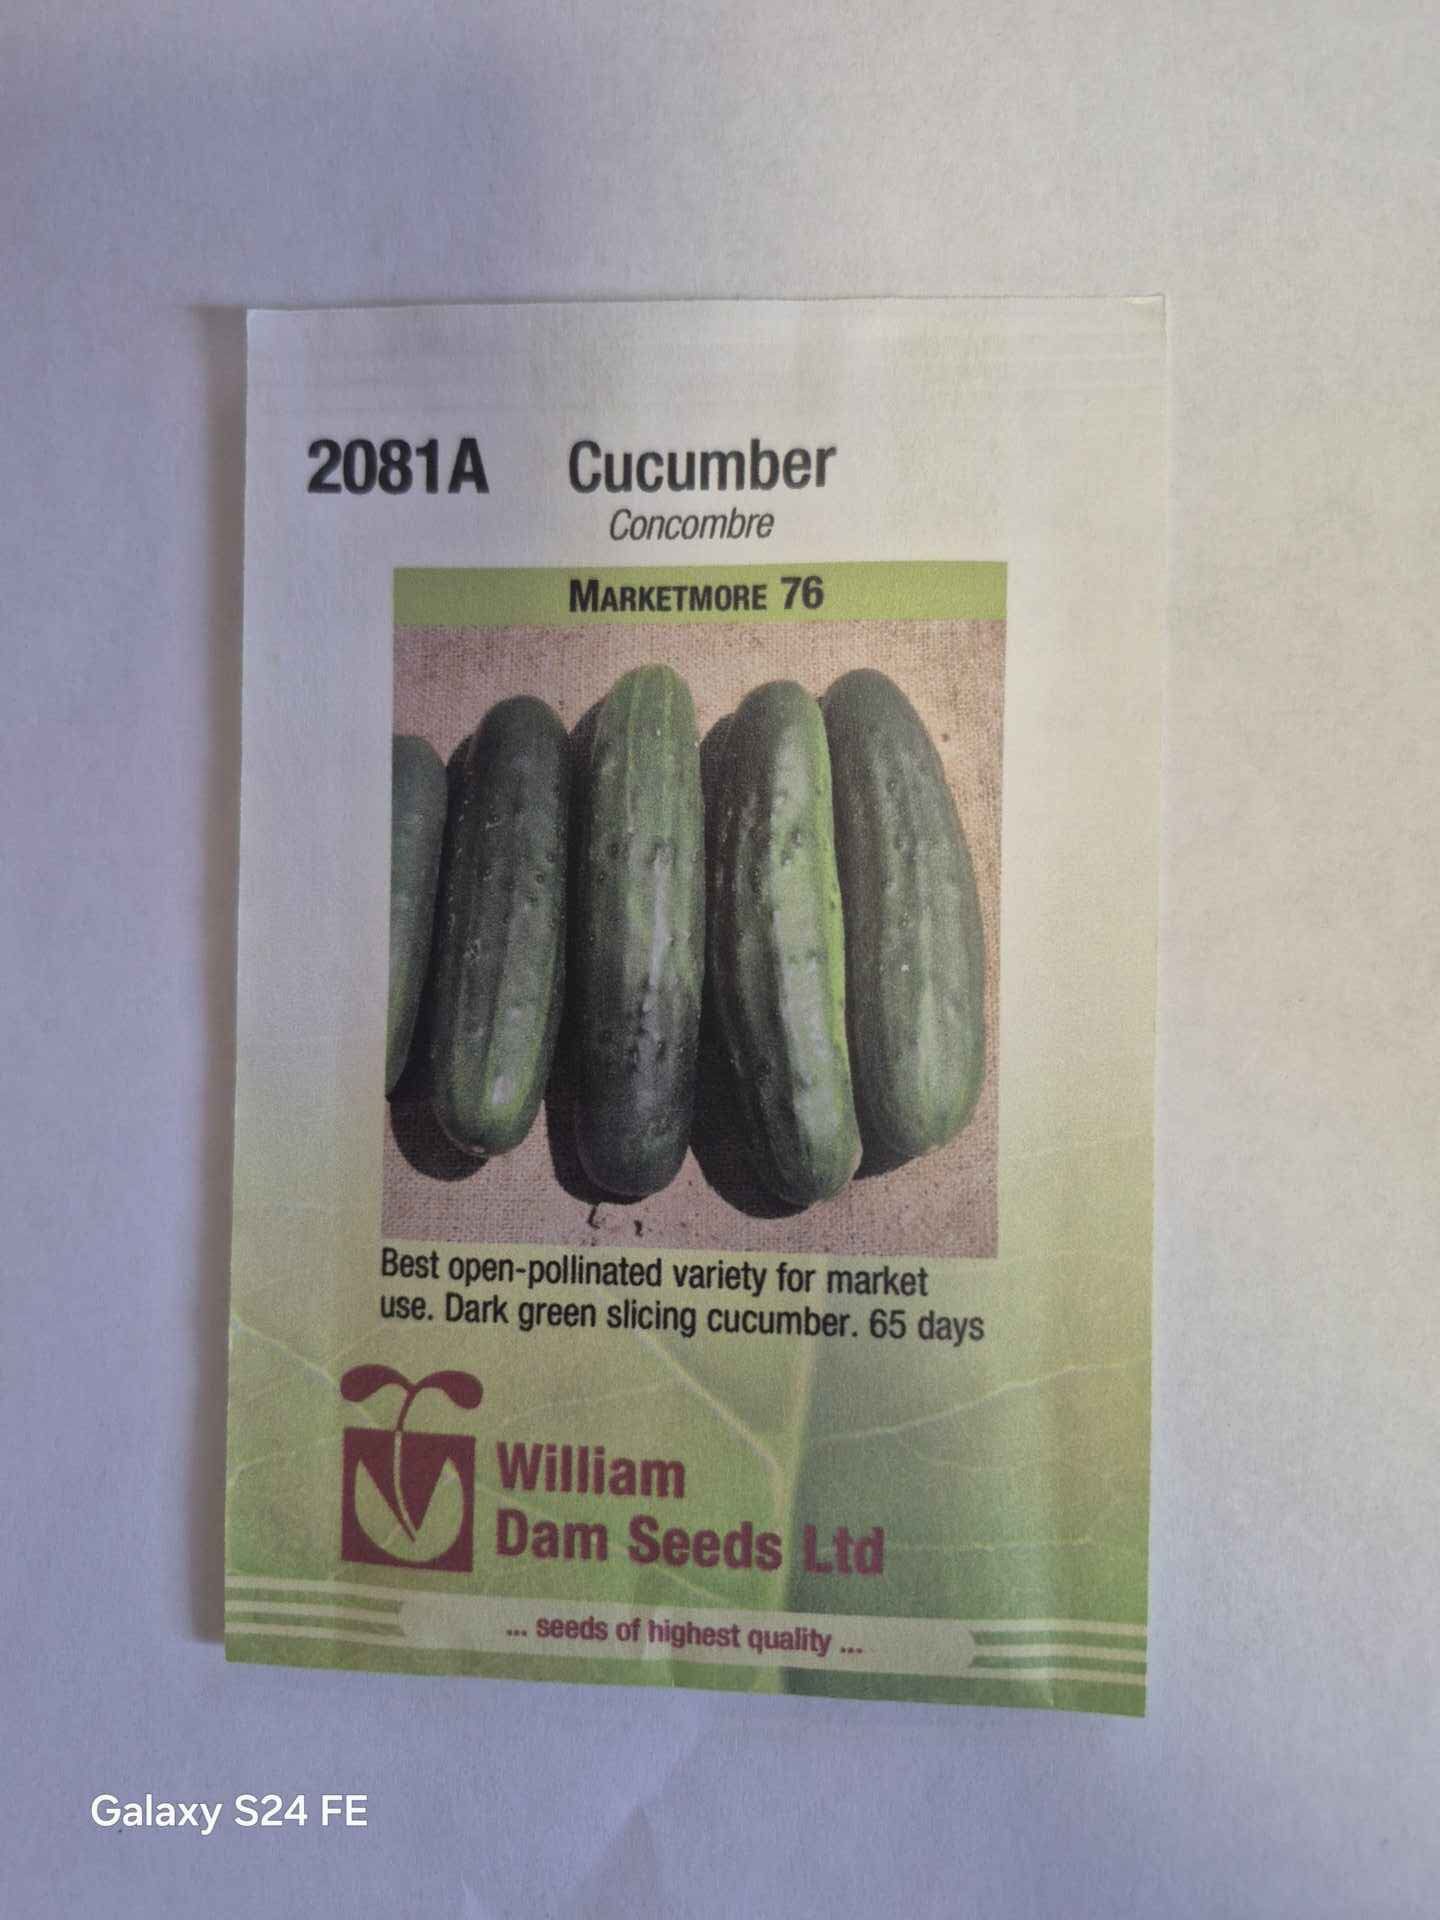 2081A Cucumber
Concombre
MARKETMORE 76
Best open-pollinated variety for market
use. Dark green slicing cucumber. 65 days
William
Dam Seeds Ltd
... seeds of highest quality ...
Galaxy S24 FE